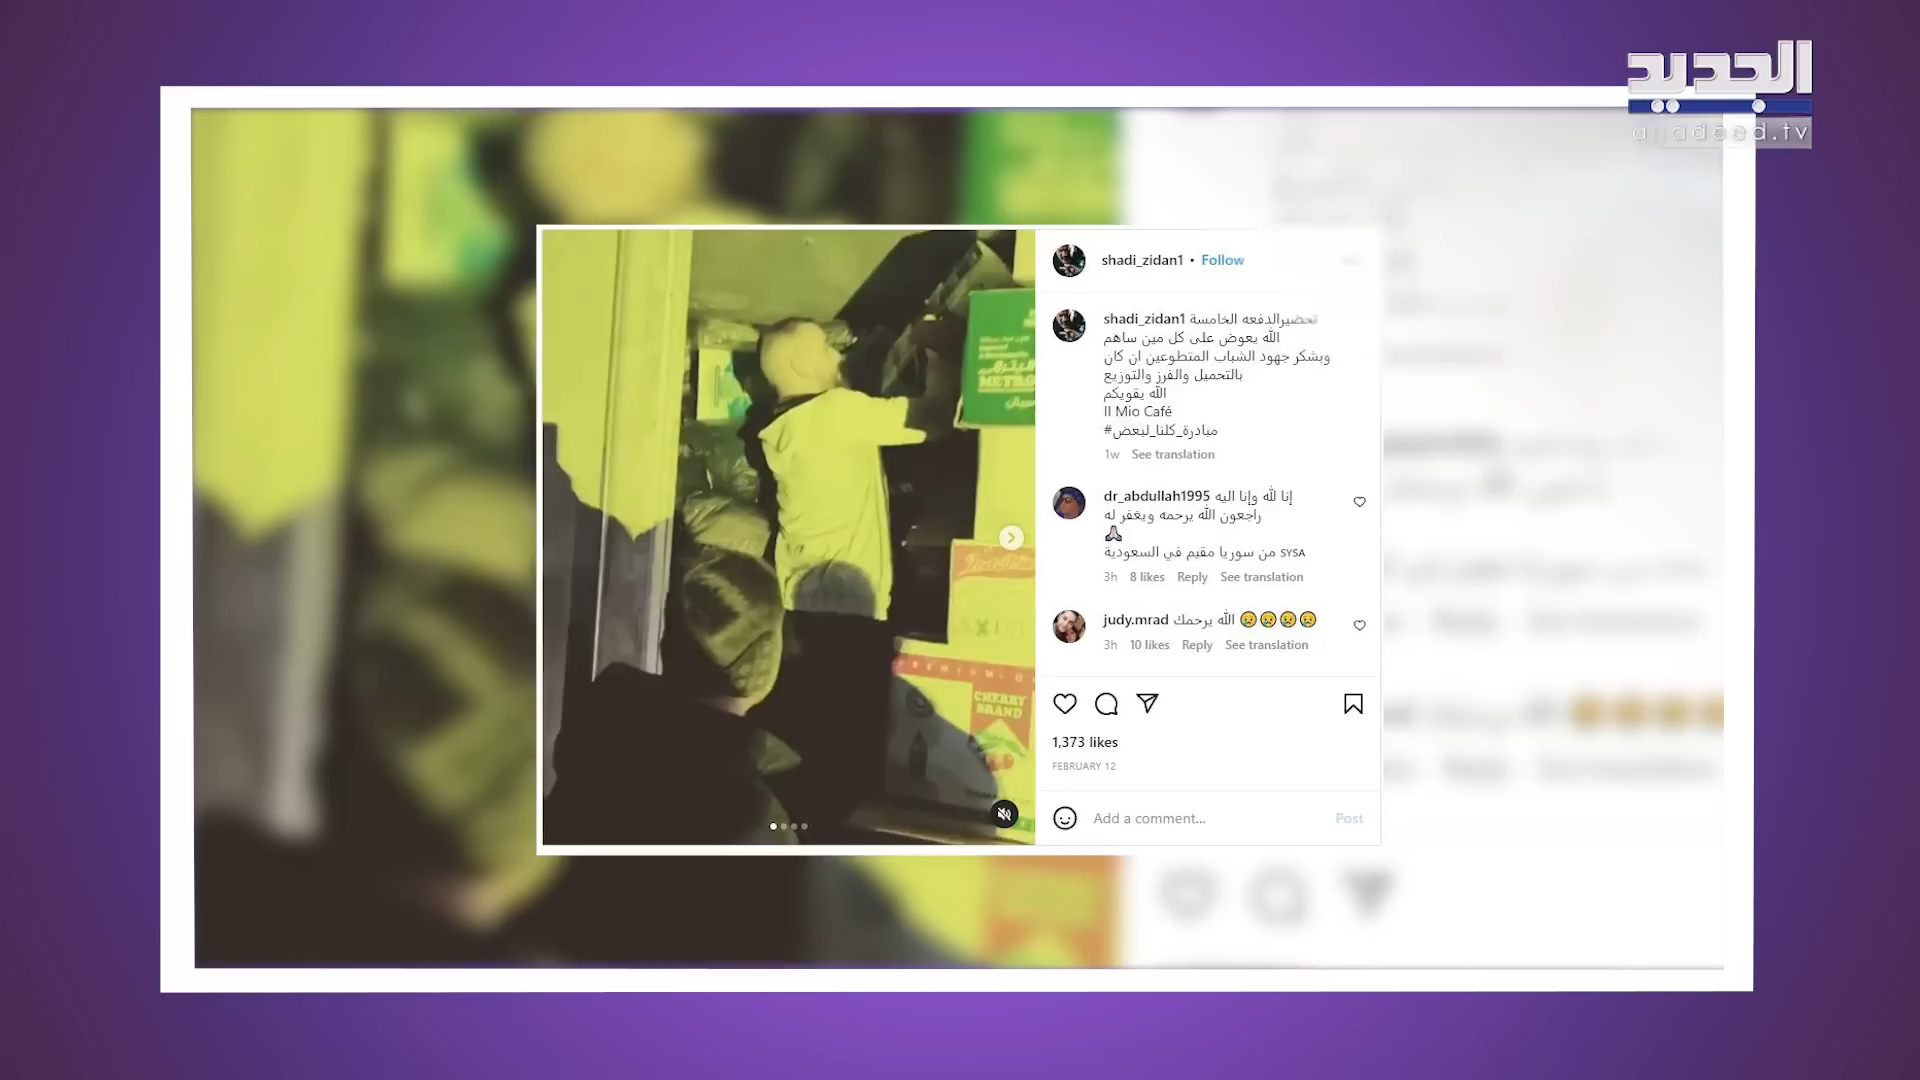 الجديد
aljadeed.tv
shadi_zidan1 • Follow
shadi_zidan1 تحضيرالدفعه الخامسة
الله يعوض على كل مين ساهم
وبشكر جهود الشباب المتطوعين ان كان
بالتحميل والفرز والتوزيع
الله يقويكم
Il Mio Café
#مبادرة_كلنا_لبعض
1w See translation
dr_abdullah1995 إنا لله وإنا اليه
راجعون الله يرحمه ويغفر له
🙏🏻
من سوريا مقيم في السعودية SYSA
3h 8 likes Reply See translation
judy.mrad الله يرحمك 😢😢😢😢
3h 10 likes Reply See translation
1,373 likes
FEBRUARY 12
Add a comment... Post
METRO
PREMIUM
CHERRY
BRAND